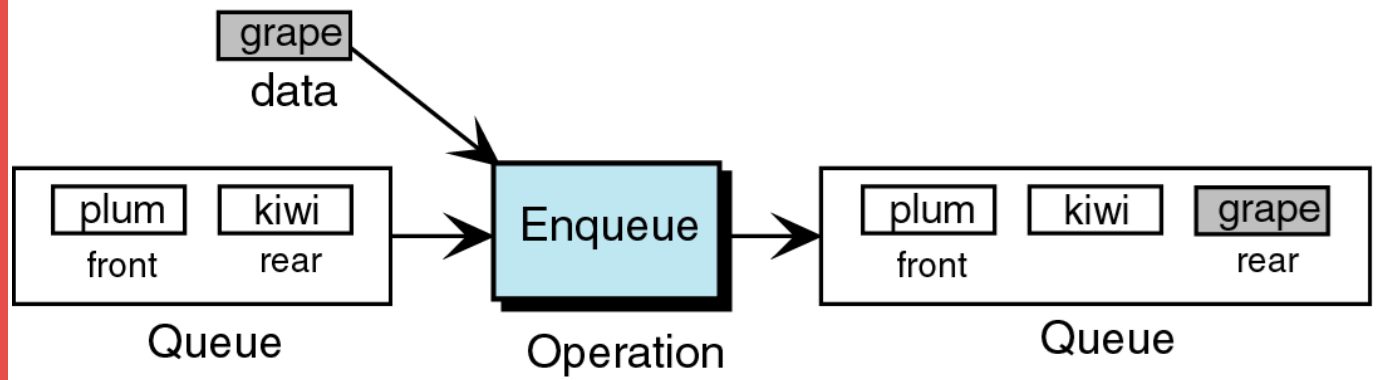 grape
data
plum kiwi
front rear
Queue
Enqueue
Operation
plum kiwi grape
front rear
Queue